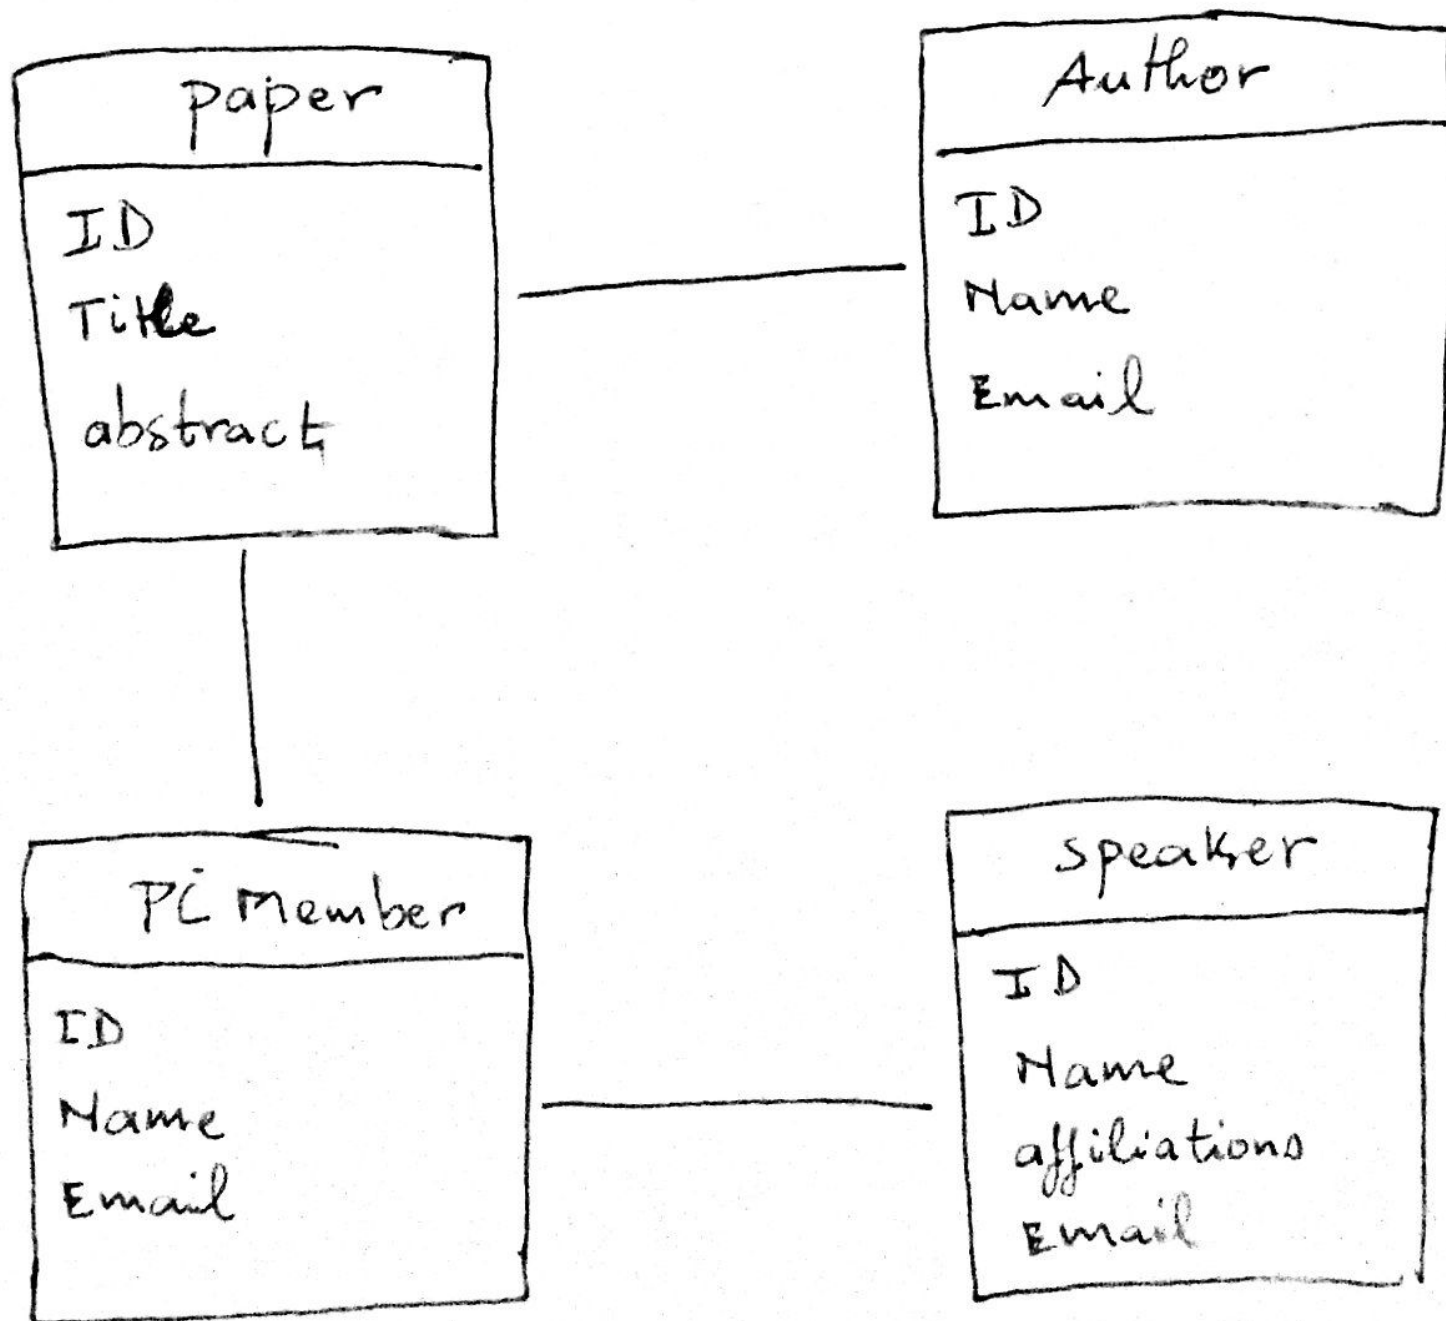 paper
ID
Title
abstract
Author
ID
Name
Email
PC Member
ID
Name
Email
speaker
ID
Name
affiliations
Email